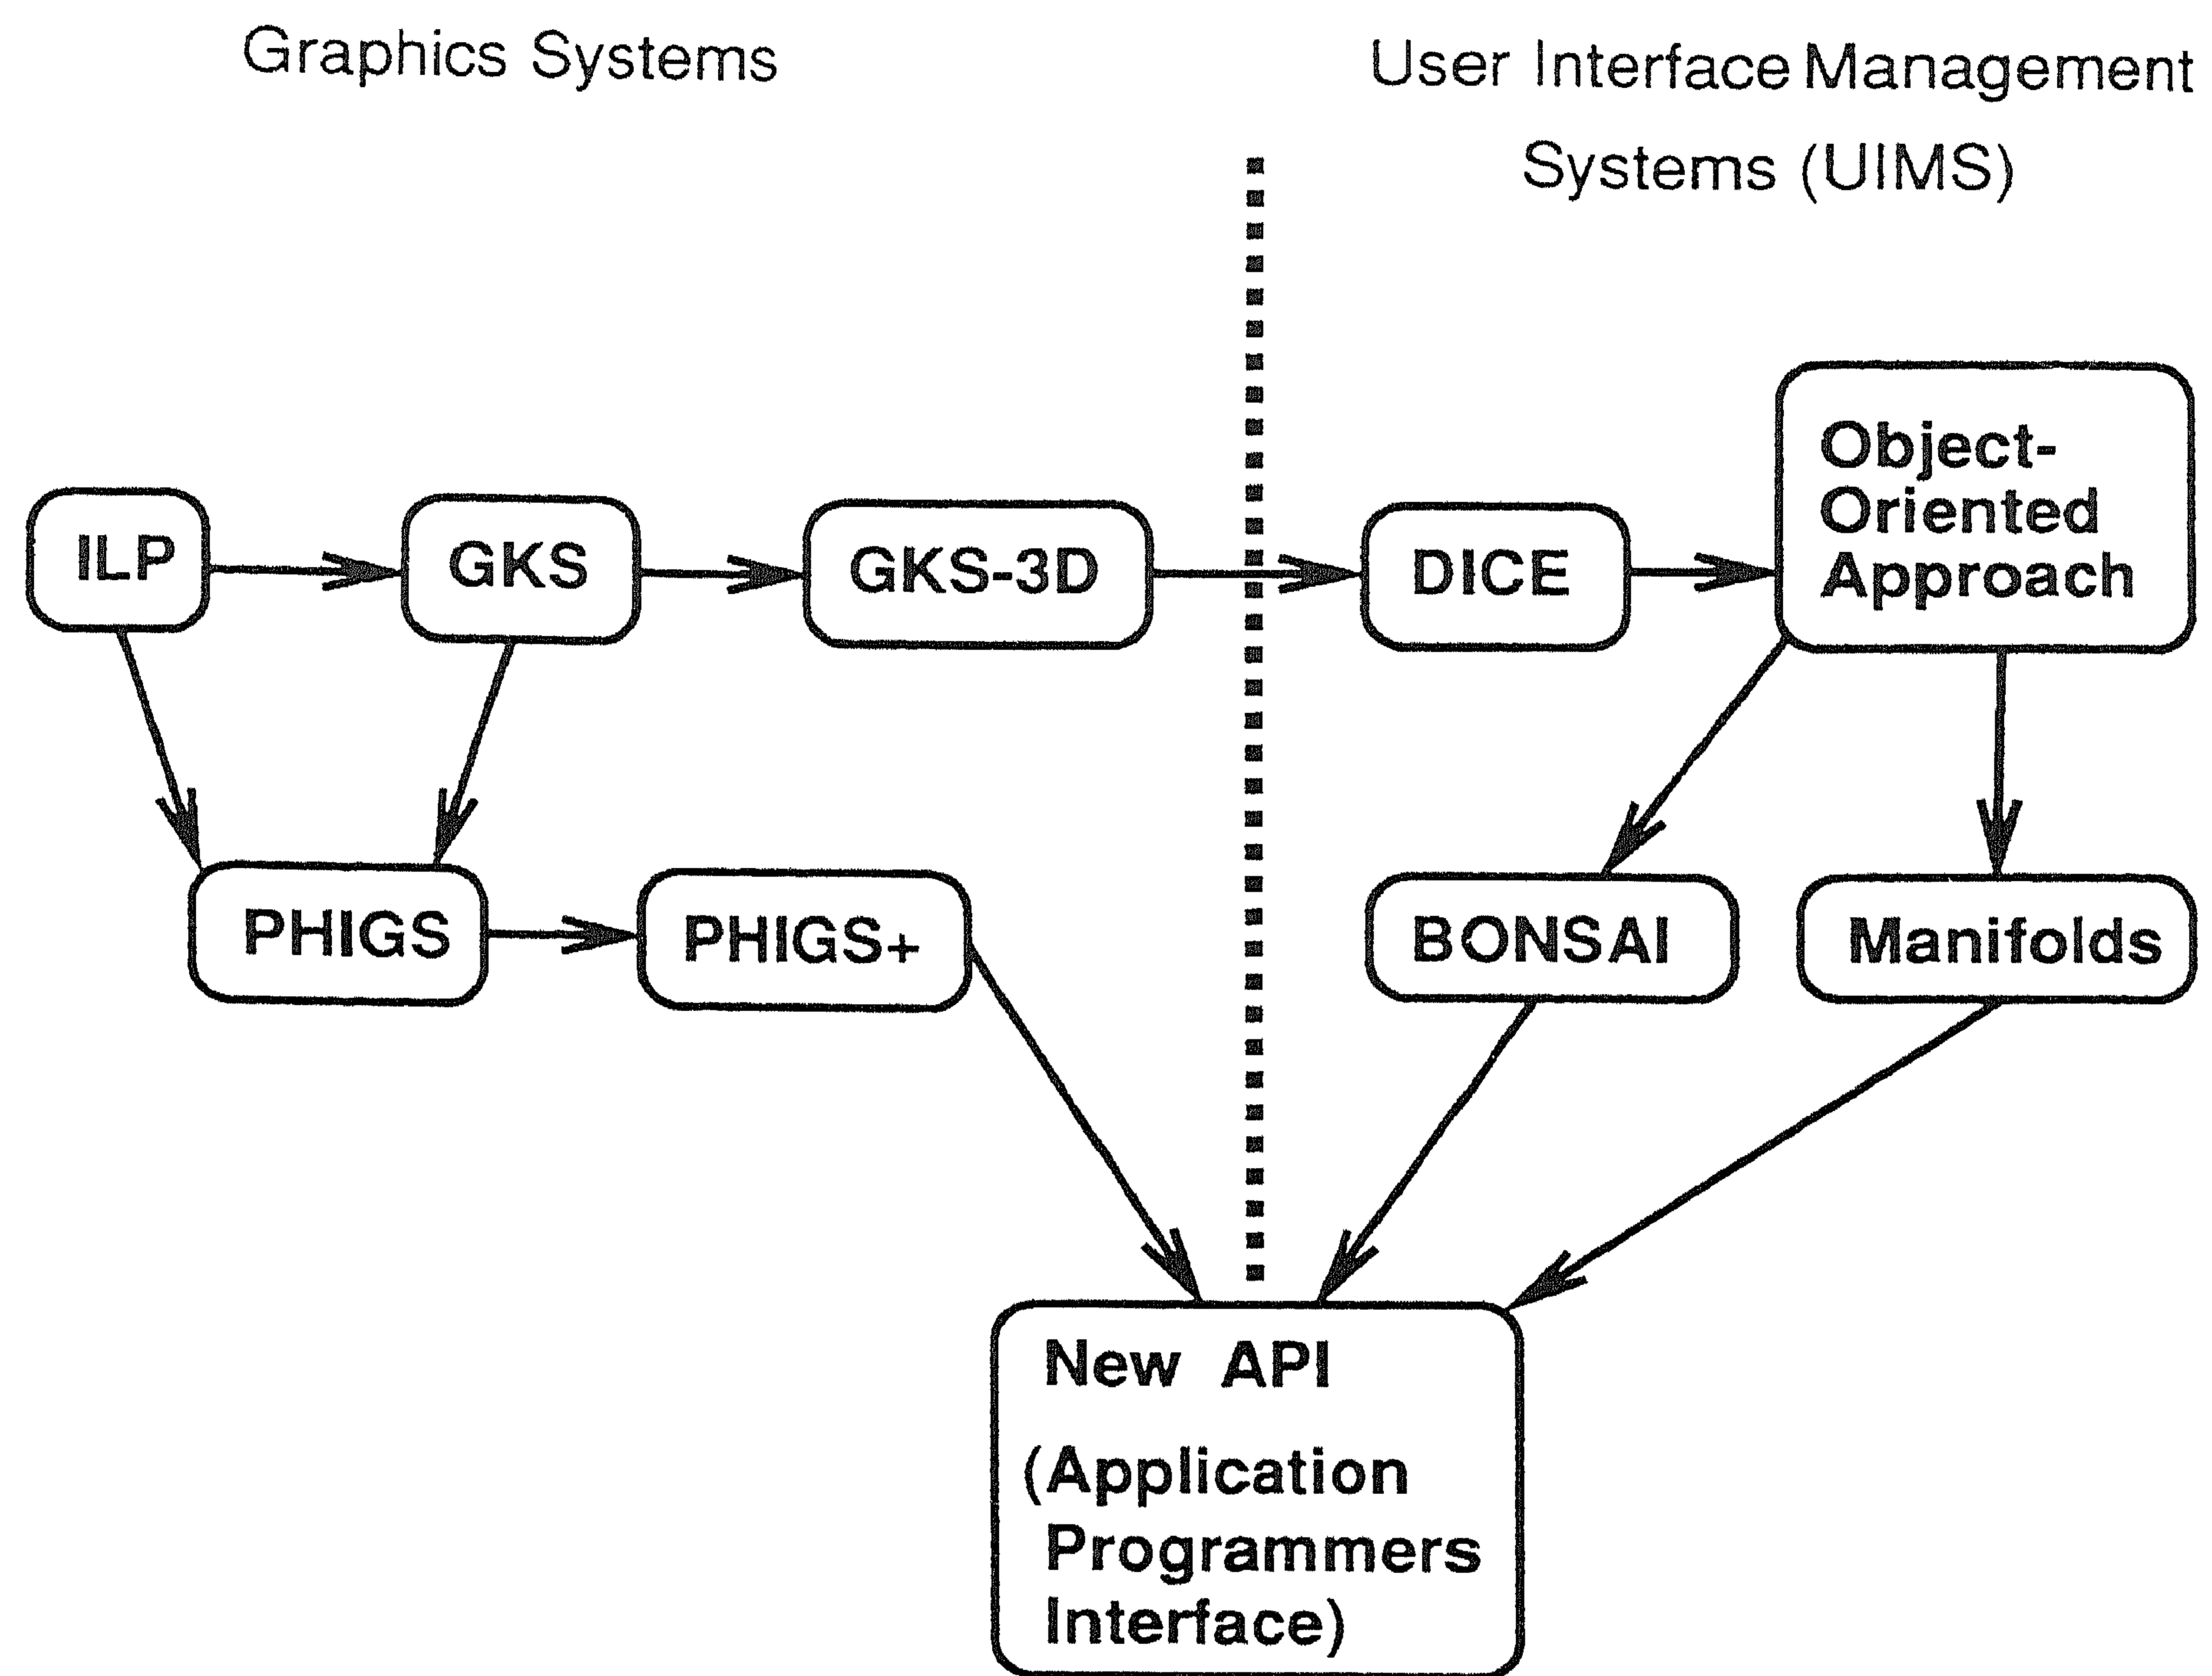 Graphics Systems
User Interface Management
Systems (UIMS)
ILP
GKS
GKS-3D
DICE
Object-
Oriented
Approach
PHIGS
PHIGS+
BONSAI
Manifolds
New API
(Application
Programmers
Interface)